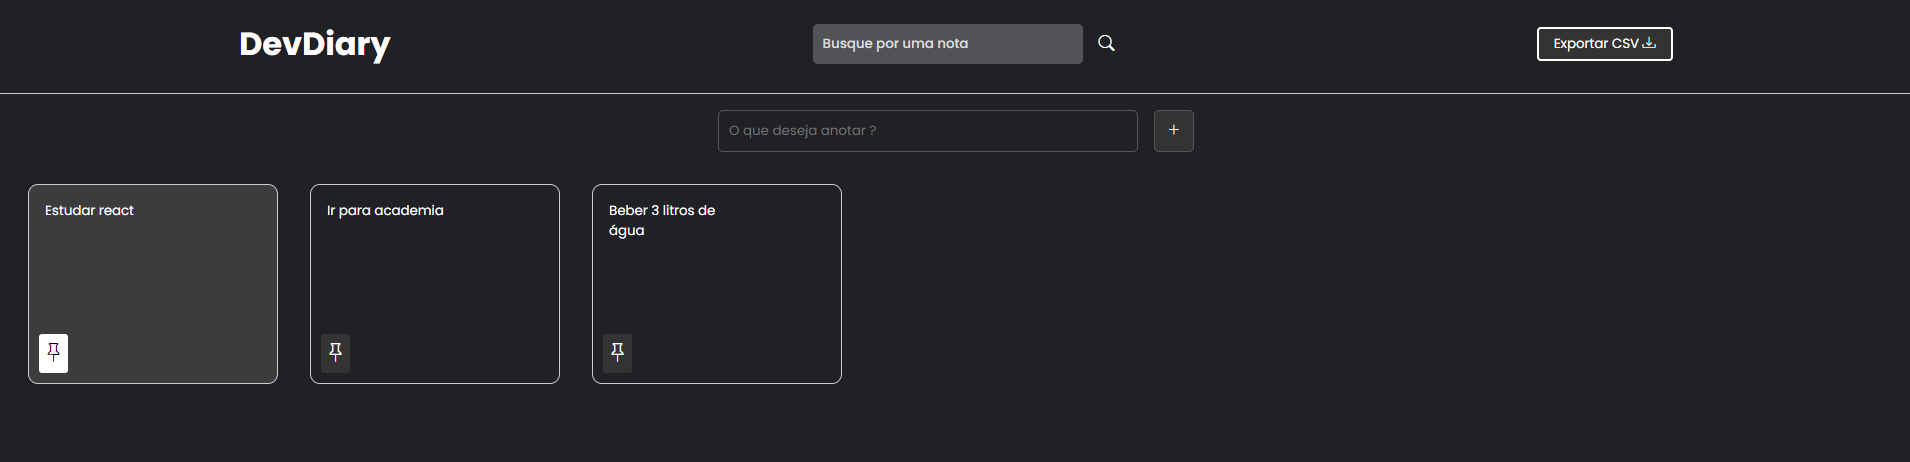 DevDiary
Busque por uma nota
Exportar CSV
O que deseja anotar ?
+
Estudar react
Ir para academia
Beber 3 litros de
água